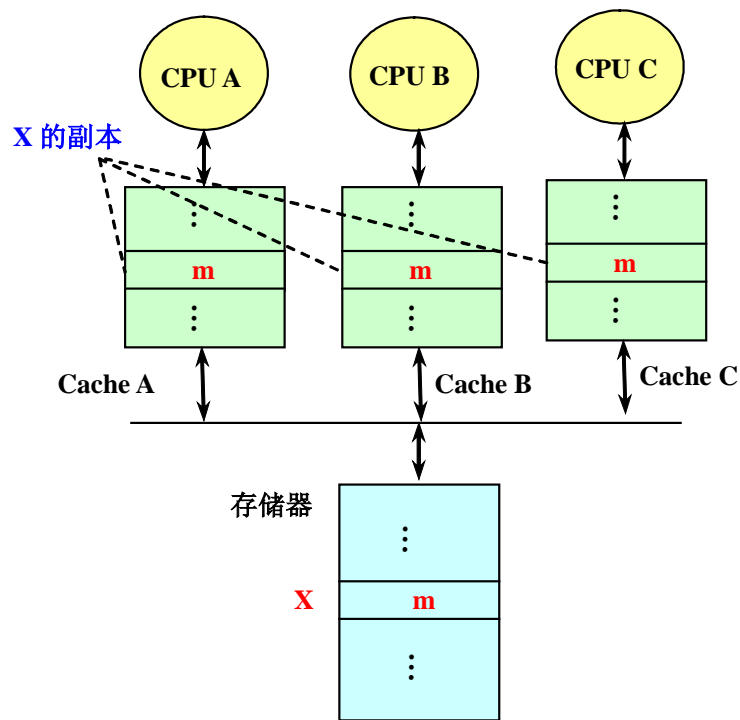 CPU A
CPU B
CPU C
X 的副本
⋮
⋮
⋮
m
m
m
⋮
⋮
⋮
Cache A
Cache B
Cache C
存储器
⋮
X
m
⋮